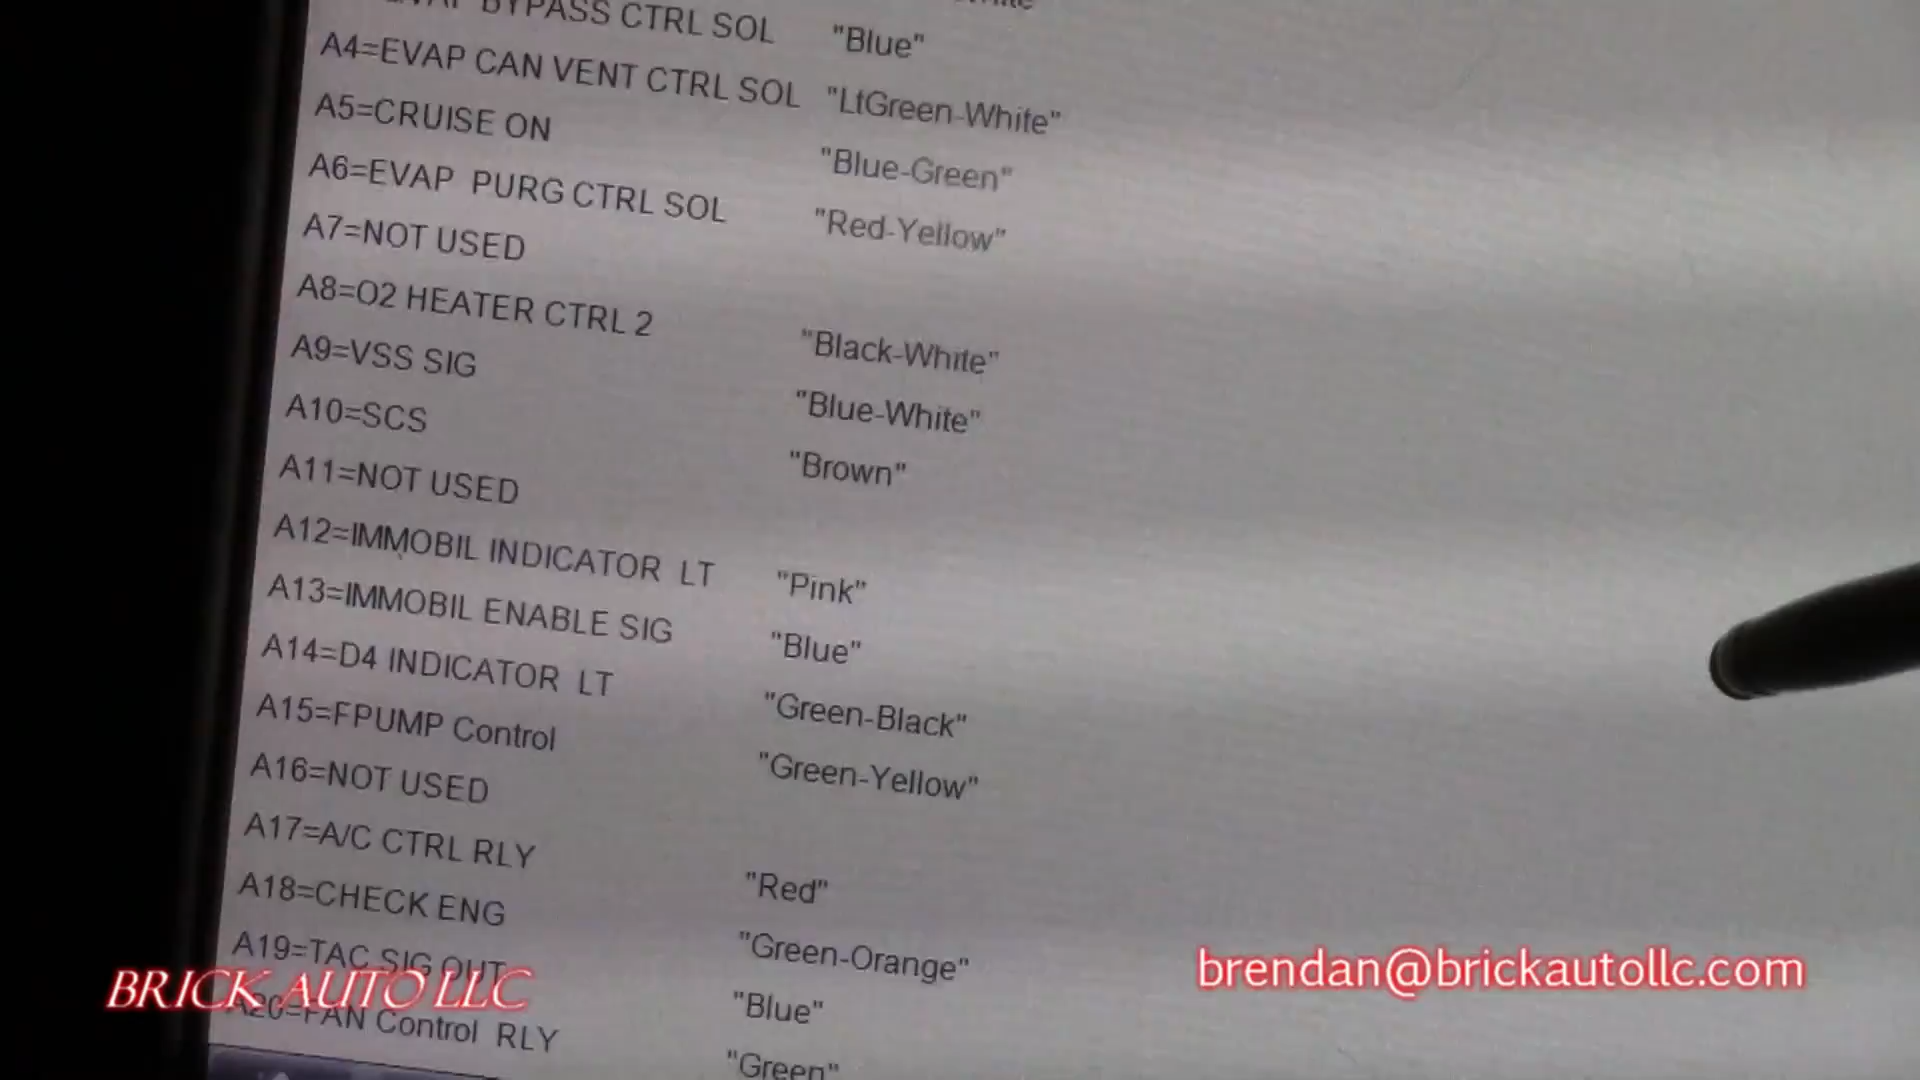 BYPASS CTRL SOL "Blue"
A4=EVAP CAN VENT CTRL SOL "LtGreen-White"
A5=CRUISE ON "Blue-Green"
A6=EVAP PURG CTRL SOL "Red-Yellow"
A7=NOT USED
A8=O2 HEATER CTRL 2 "Black-White"
A9=VSS SIG "Blue-White"
A10=SCS "Brown"
A11=NOT USED
A12=IMMOBIL INDICATOR LT "Pink"
A13=IMMOBIL ENABLE SIG "Blue"
A14=D4 INDICATOR LT "Green-Black"
A15=FPUMP Control "Green-Yellow"
A16=NOT USED
A17=A/C CTRL RLY "Red"
A18=CHECK ENG "Green-Orange"
A19=TAC SIG OUT "Blue"
A20=FAN Control RLY "Green"
BRICK AUTO LLC
brendan@brickautollc.com